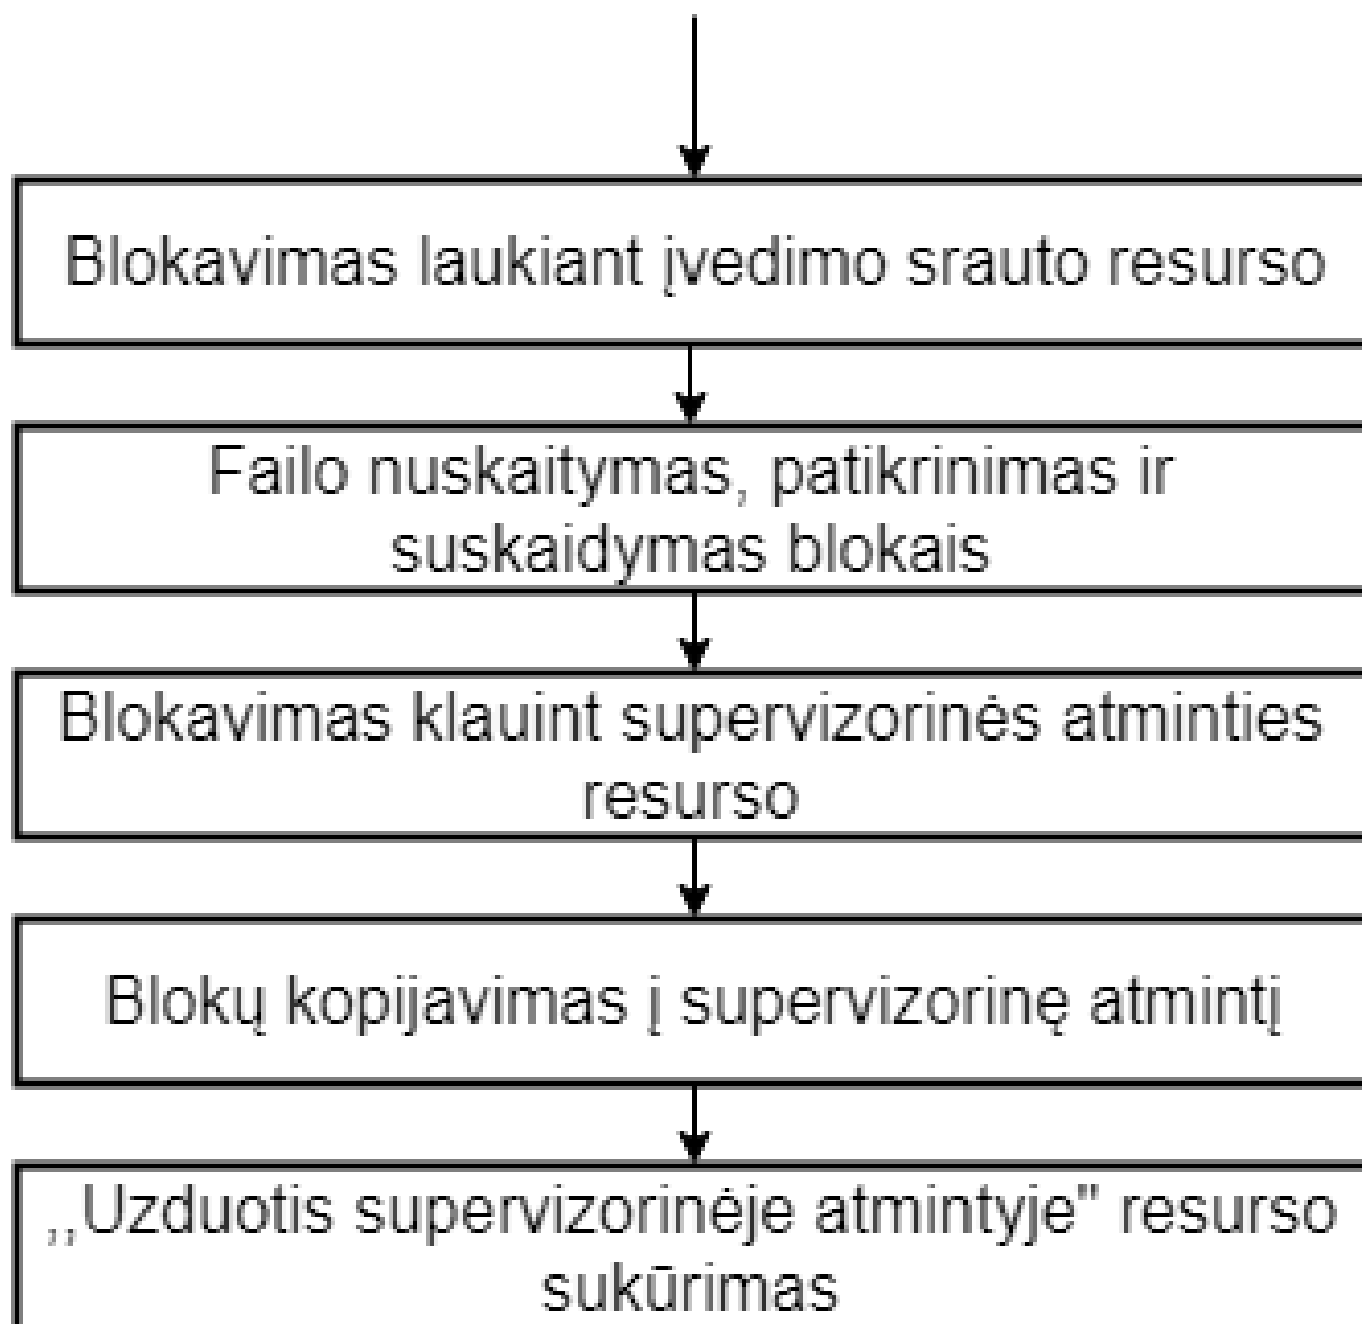 Blokavimas laukiant įvedimo srauto resurso
Failo nuskaitymas, patikrinimas ir
suskaidymas blokais
Blokavimas klauint supervizorinės atminties
resurso
Blokų kopijavimas į supervizorinę atmintį
,,Uzduotis supervizorinėje atmintyje" resurso
sukūrimas